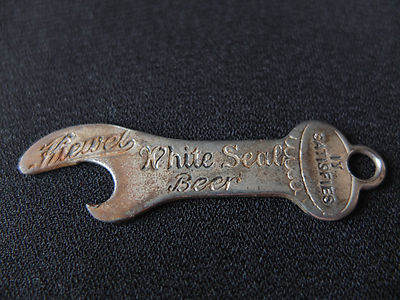 Kiewel
White Seal
Beer
IT
SATISFIES